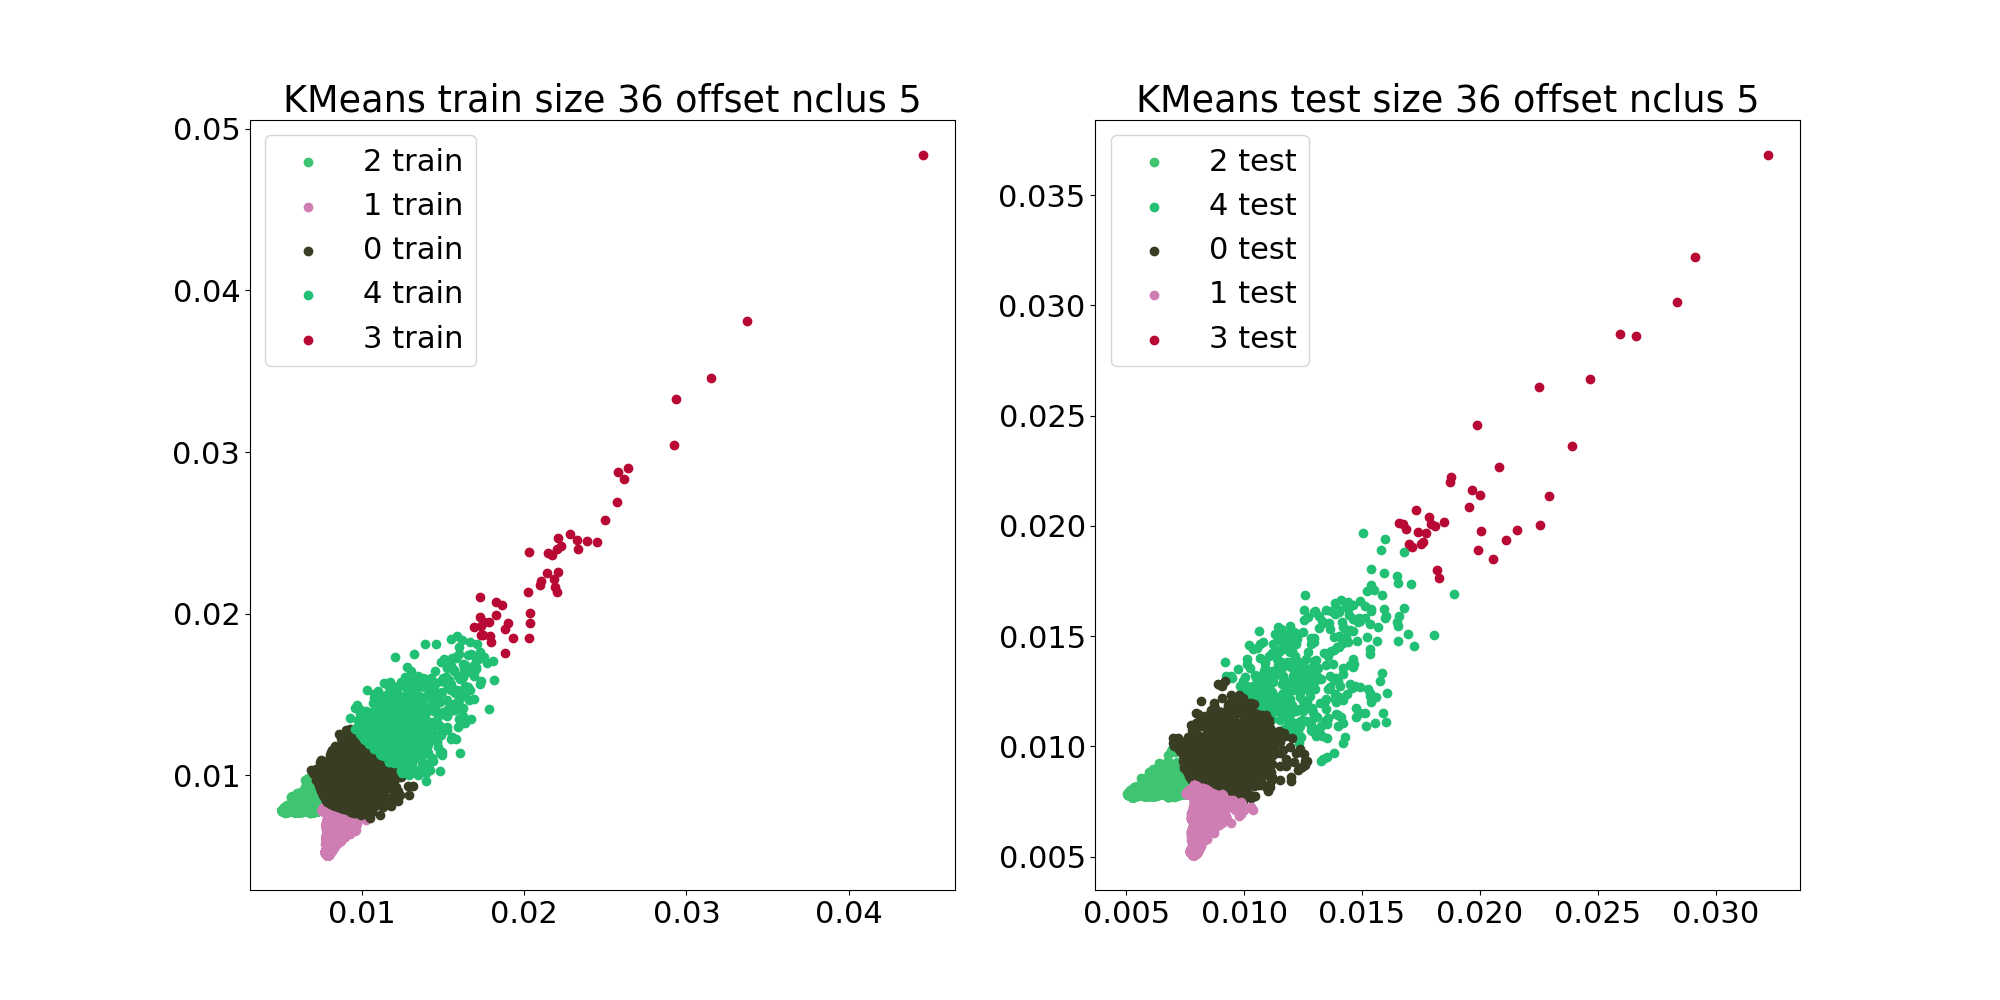 KMeans train size 36 offset nclus 5
0.05
0.04
0.03
0.02
0.01
2 train
1 train
0 train
4 train
3 train
0.01 0.02 0.03 0.04
KMeans test size 36 offset nclus 5
0.035
0.030
0.025
0.020
0.015
0.010
0.005
2 test
4 test
0 test
1 test
3 test
0.005 0.010 0.015 0.020 0.025 0.030